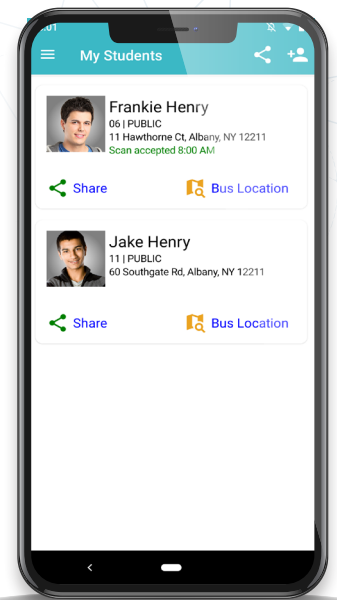 :01
My Students
Frankie Henry
06 | PUBLIC
11 Hawthorne Ct, Albany, NY 12211
Scan accepted 8:00 AM
Share
Bus Location
Jake Henry
11 | PUBLIC
60 Southgate Rd, Albany, NY 12211
Share
Bus Location